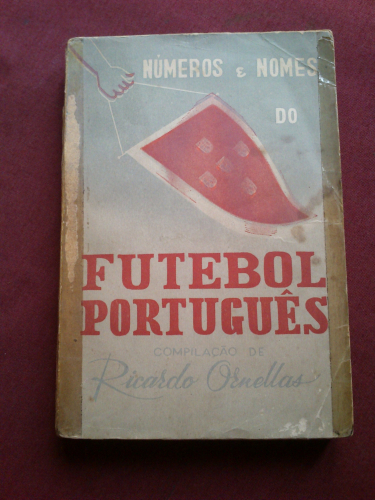 NÚMEROS E NOMES
DO
FUTEBOL
PORTUGUÊS
COMPILAÇÃO DE
Ricardo Ornellas